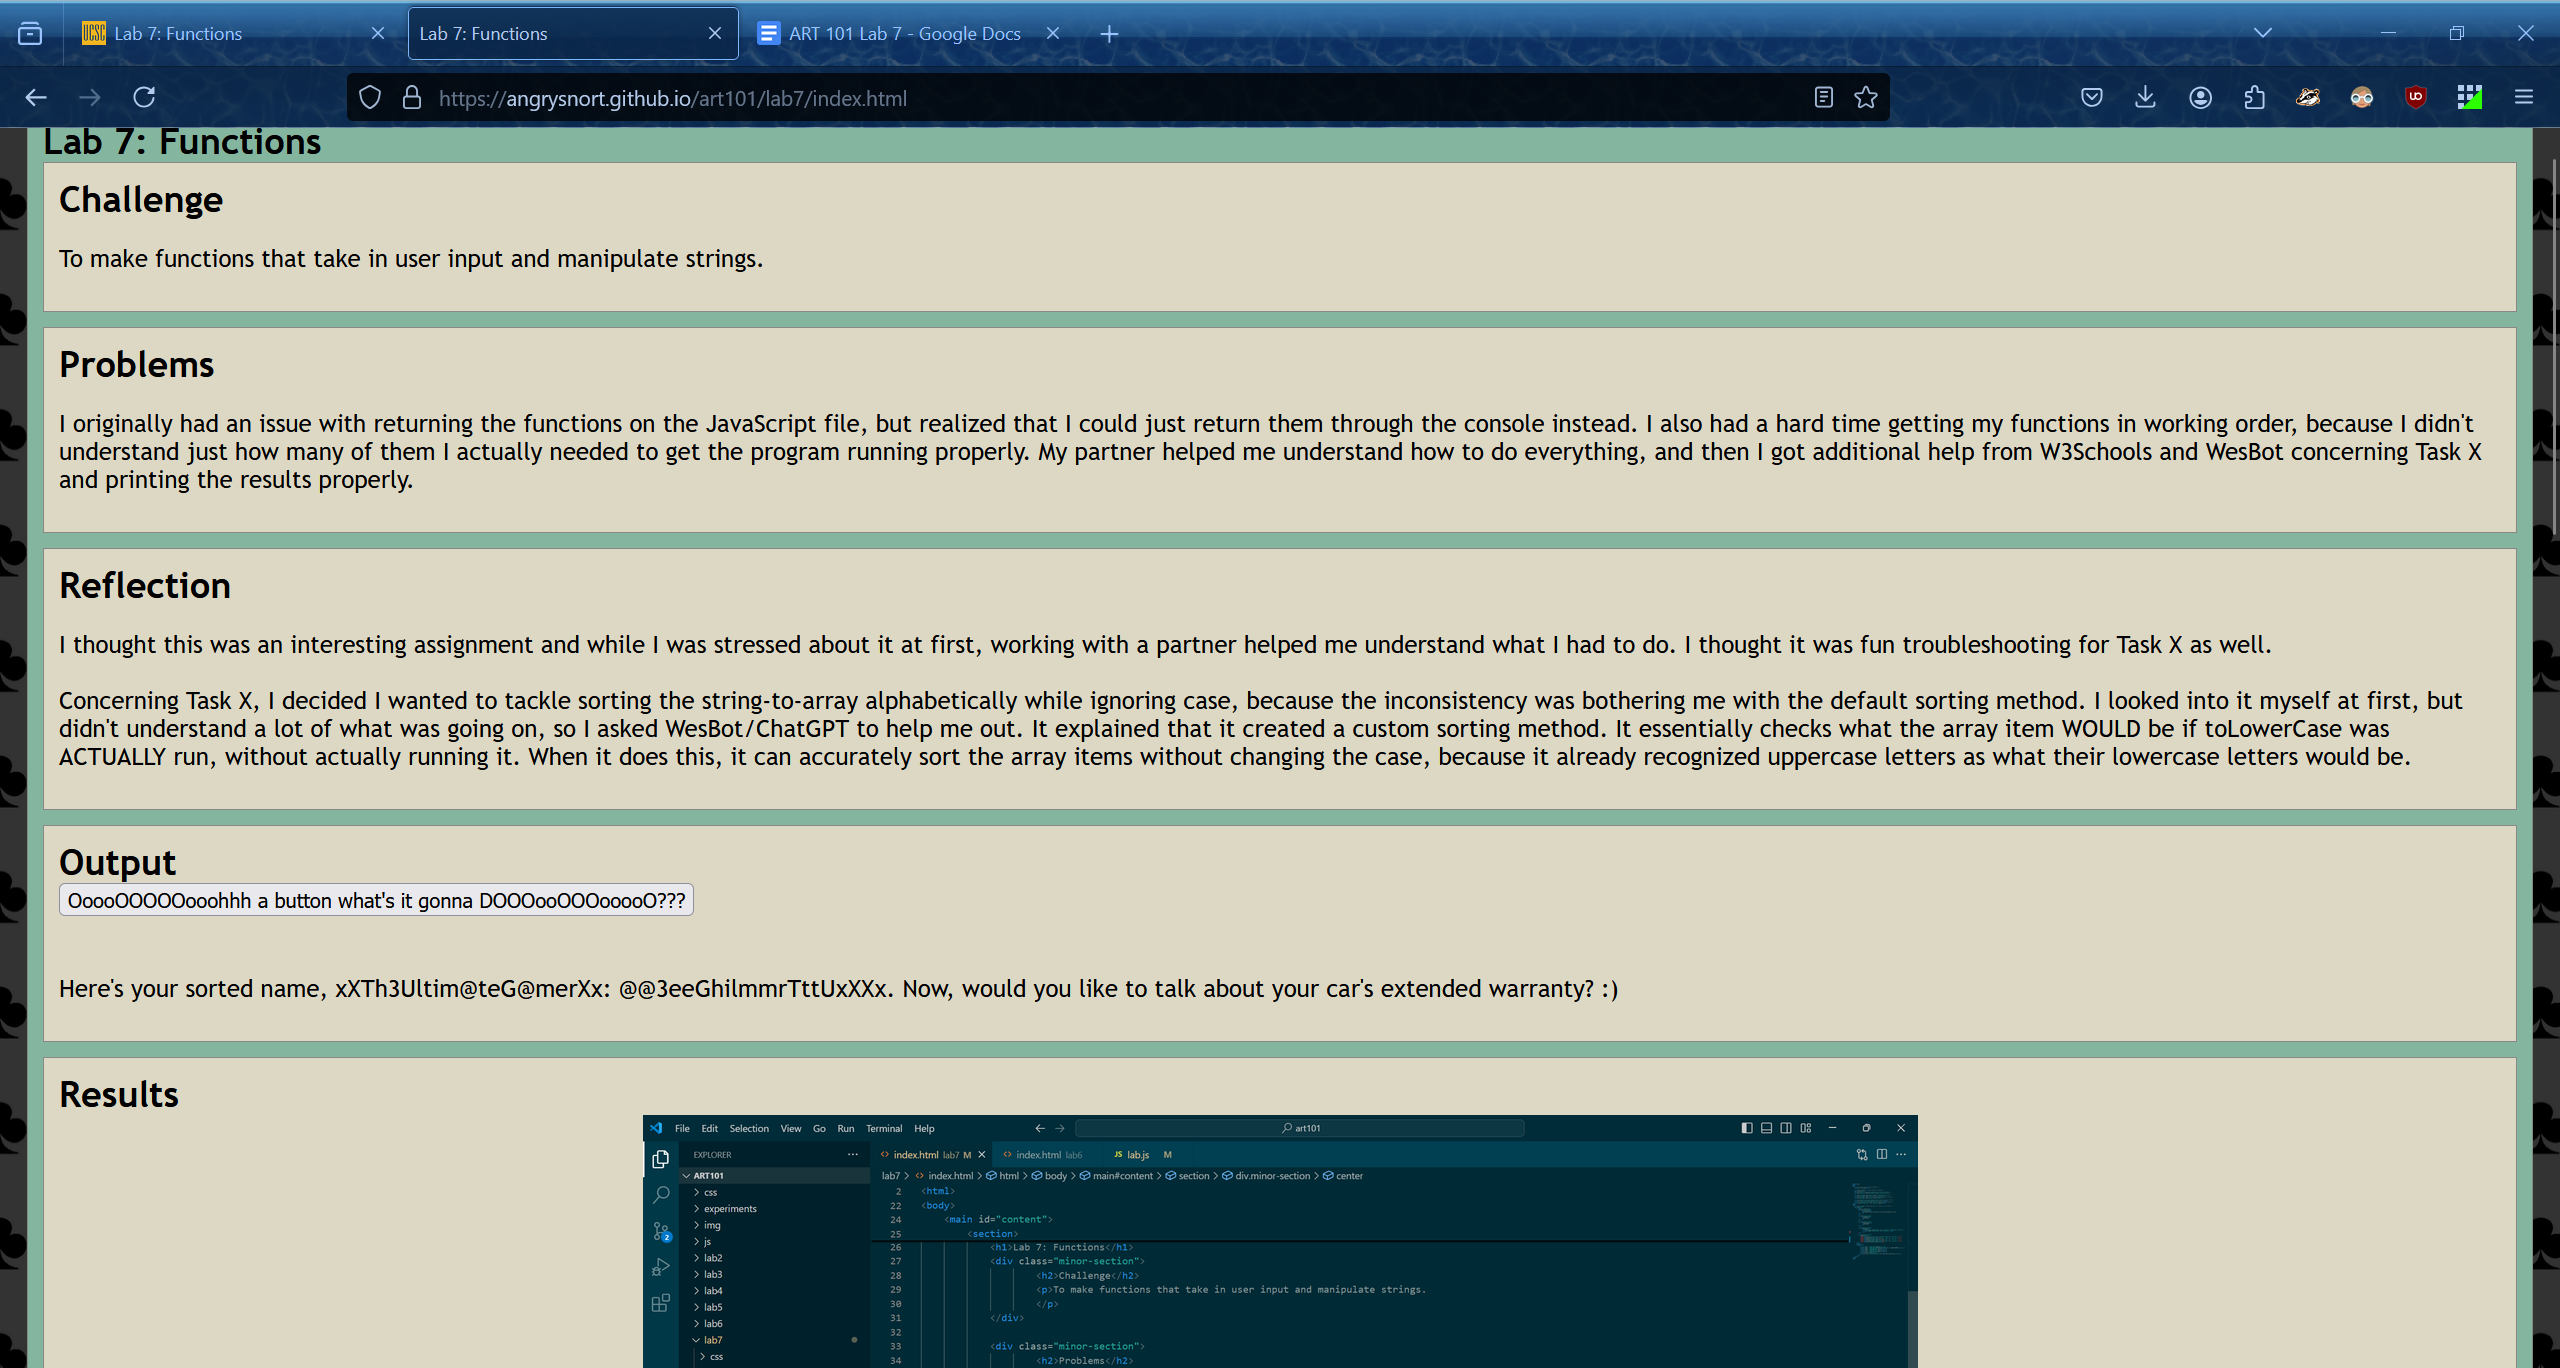 Lab 7: Functions
Lab 7: Functions
ART 101 Lab 7 - Google Docs
https://angrysnort.github.io/art101/lab7/index.html
Lab 7: Functions
Challenge
To make functions that take in user input and manipulate strings.
Problems
I originally had an issue with returning the functions on the JavaScript file, but realized that I could just return them through the console instead. I also had a hard time getting my functions in working order, because I didn't
understand just how many of them I actually needed to get the program running properly. My partner helped me understand how to do everything, and then I got additional help from W3Schools and WesBot concerning Task X
and printing the results properly.
Reflection
I thought this was an interesting assignment and while I was stressed about it at first, working with a partner helped me understand what I had to do. I thought it was fun troubleshooting for Task X as well.
Concerning Task X, I decided I wanted to tackle sorting the string-to-array alphabetically while ignoring case, because the inconsistency was bothering me with the default sorting method. I looked into it myself at first, but
didn't understand a lot of what was going on, so I asked WesBot/ChatGPT to help me out. It explained that it created a custom sorting method. It essentially checks what the array item WOULD be if toLowerCase was
ACTUALLY run, without actually running it. When it does this, it can accurately sort the array items without changing the case, because it already recognized uppercase letters as what their lowercase letters would be.
Output
OoooOOOOOooohhh a button what's it gonna DOOOooOOOooooO???
Here's your sorted name, xXTh3Ultim@teG@merXx: @@3eeGhilmmrTttUxXXx. Now, would you like to talk about your car's extended warranty? :)
Results
File Edit Selection View Go Run Terminal Help
art101
EXPLORER
index.html lab7 M
index.html lab6
JS lab.js M
ART101
lab7 > index.html > html > body > main#content > section > div.minor-section > center
css
experiments
img
js
lab2
lab3
lab4
lab5
lab6
lab7
css
2 <html>
22 <body>
24 <main id="content">
25 <section>
26 <h1>Lab 7: Functions</h1>
27 <div class="minor-section">
28 <h2>Challenge</h2>
29 <p>To make functions that take in user input and manipulate strings.
30 </p>
31 </div>
32
33 <div class="minor-section">
34 <h2>Problems</h2>